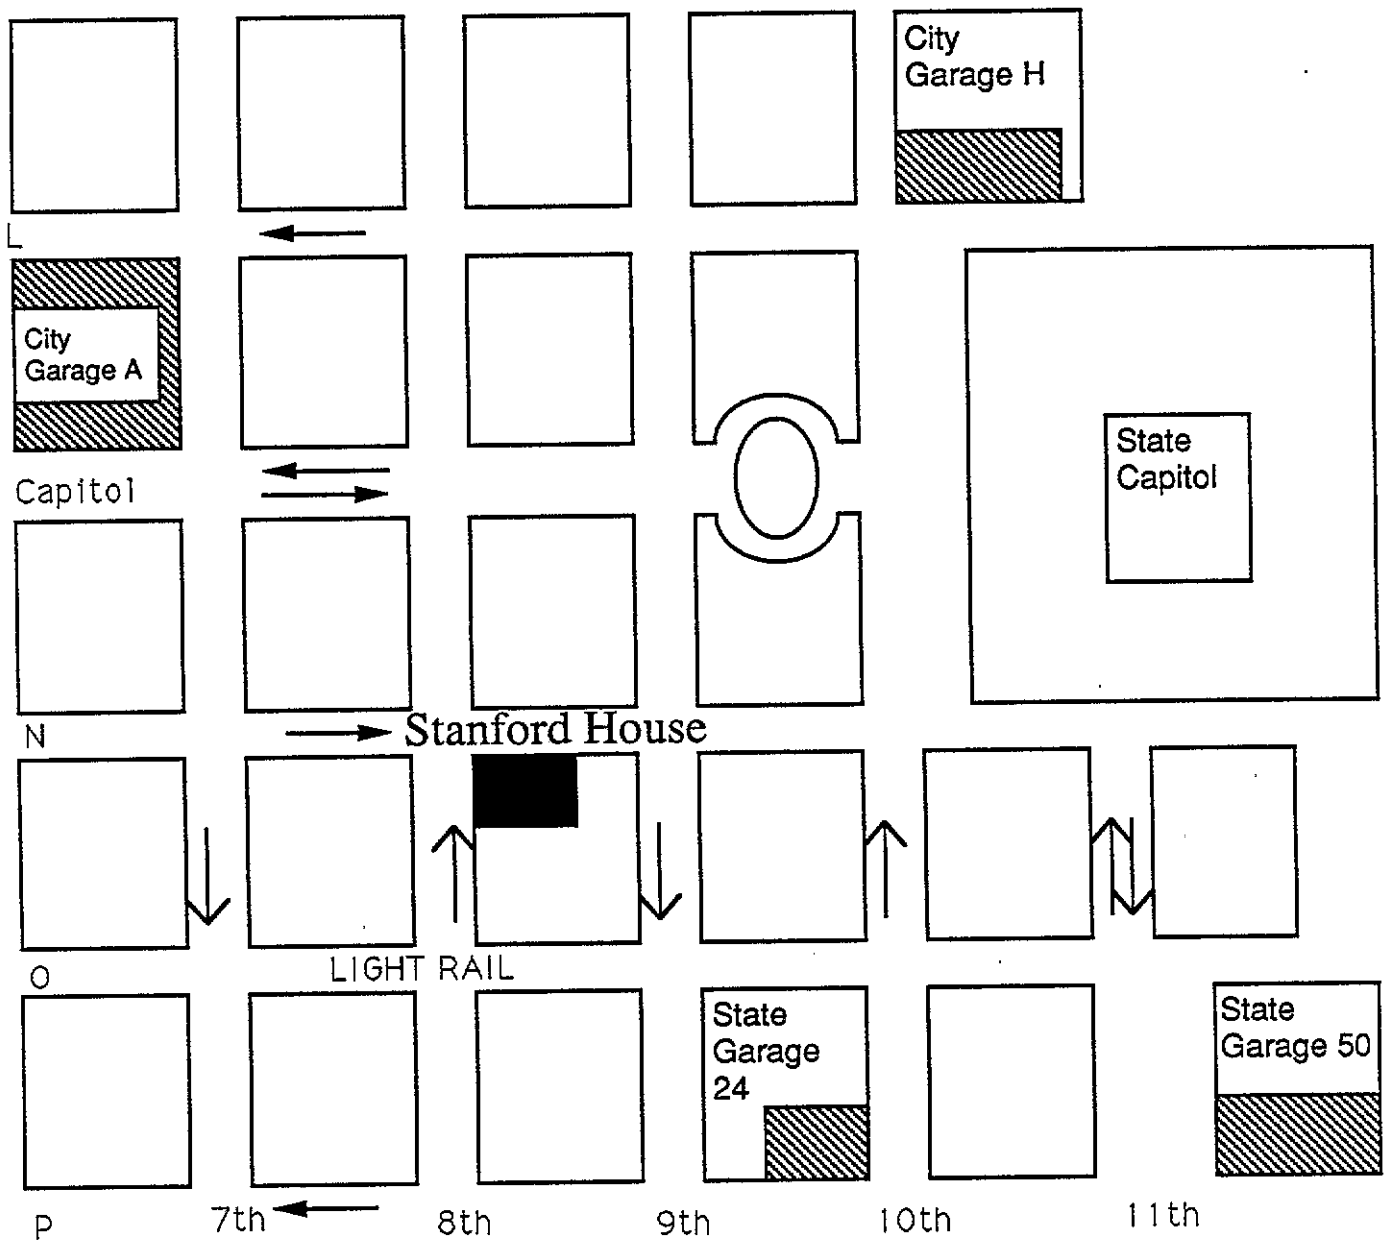 City
Garage H
L
City
Garage A
State
Capitol
Capitol
N
Stanford House
O
LIGHT RAIL
State
Garage
24
State
Garage 50
P
7th
8th
9th
10th
11th